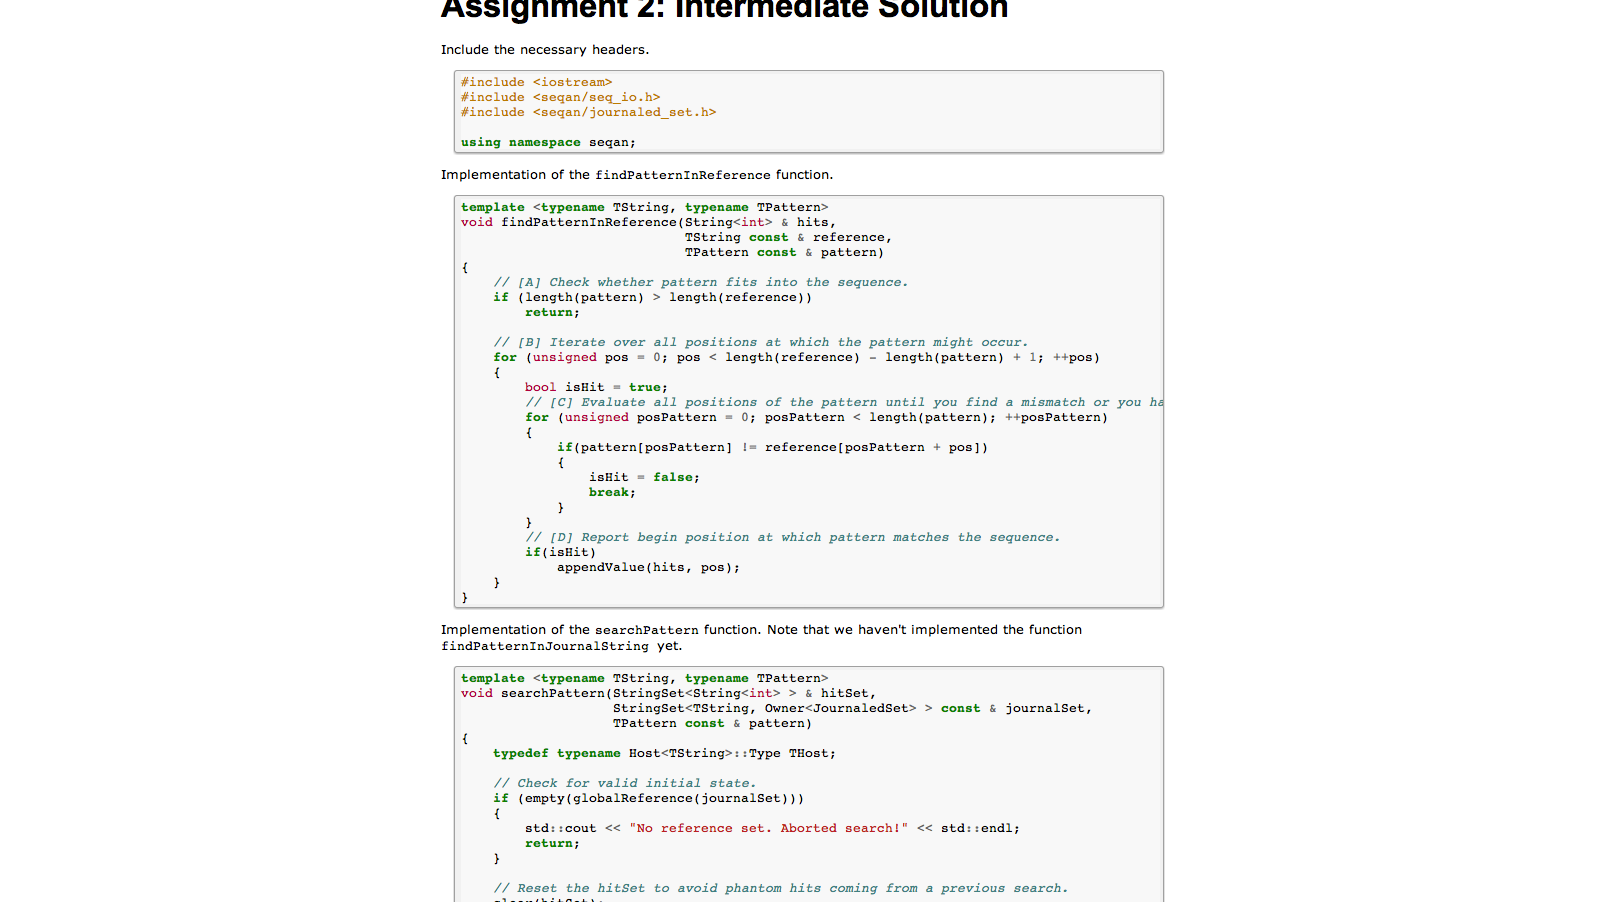 Assignment 2: Intermediate Solution
Include the necessary headers.
#include <iostream>
#include <seqan/seq_io.h>
#include <seqan/journaled_set.h>
using namespace seqan;
Implementation of the findPatternInReference function.
template <typename TString, typename TPattern>
void findPatternInReference(String<int> & hits,
                            TString const & reference,
                            TPattern const & pattern)
{
    // [A] Check whether pattern fits into the sequence.
    if (length(pattern) > length(reference))
        return;
    // [B] Iterate over all positions at which the pattern might occur.
    for (unsigned pos = 0; pos < length(reference) - length(pattern) + 1; ++pos)
    {
        bool isHit = true;
        // [C] Evaluate all positions of the pattern until you find a mismatch or you ha
        for (unsigned posPattern = 0; posPattern < length(pattern); ++posPattern)
        {
            if(pattern[posPattern] != reference[posPattern + pos])
            {
                isHit = false;
                break;
            }
        }
        // [D] Report begin position at which pattern matches the sequence.
        if(isHit)
            appendValue(hits, pos);
    }
}
Implementation of the searchPattern function. Note that we haven't implemented the function
findPatternInJournalString yet.
template <typename TString, typename TPattern>
void searchPattern(StringSet<String<int> > & hitSet,
                   StringSet<TString, Owner<JournaledSet> > const & journalSet,
                   TPattern const & pattern)
{
    typedef typename Host<TString>::Type THost;
    // Check for valid initial state.
    if (empty(globalReference(journalSet)))
    {
        std::cout << "No reference set. Aborted search!" << std::endl;
        return;
    }
    // Reset the hitSet to avoid phantom hits coming from a previous search.
    clear(hitSet);